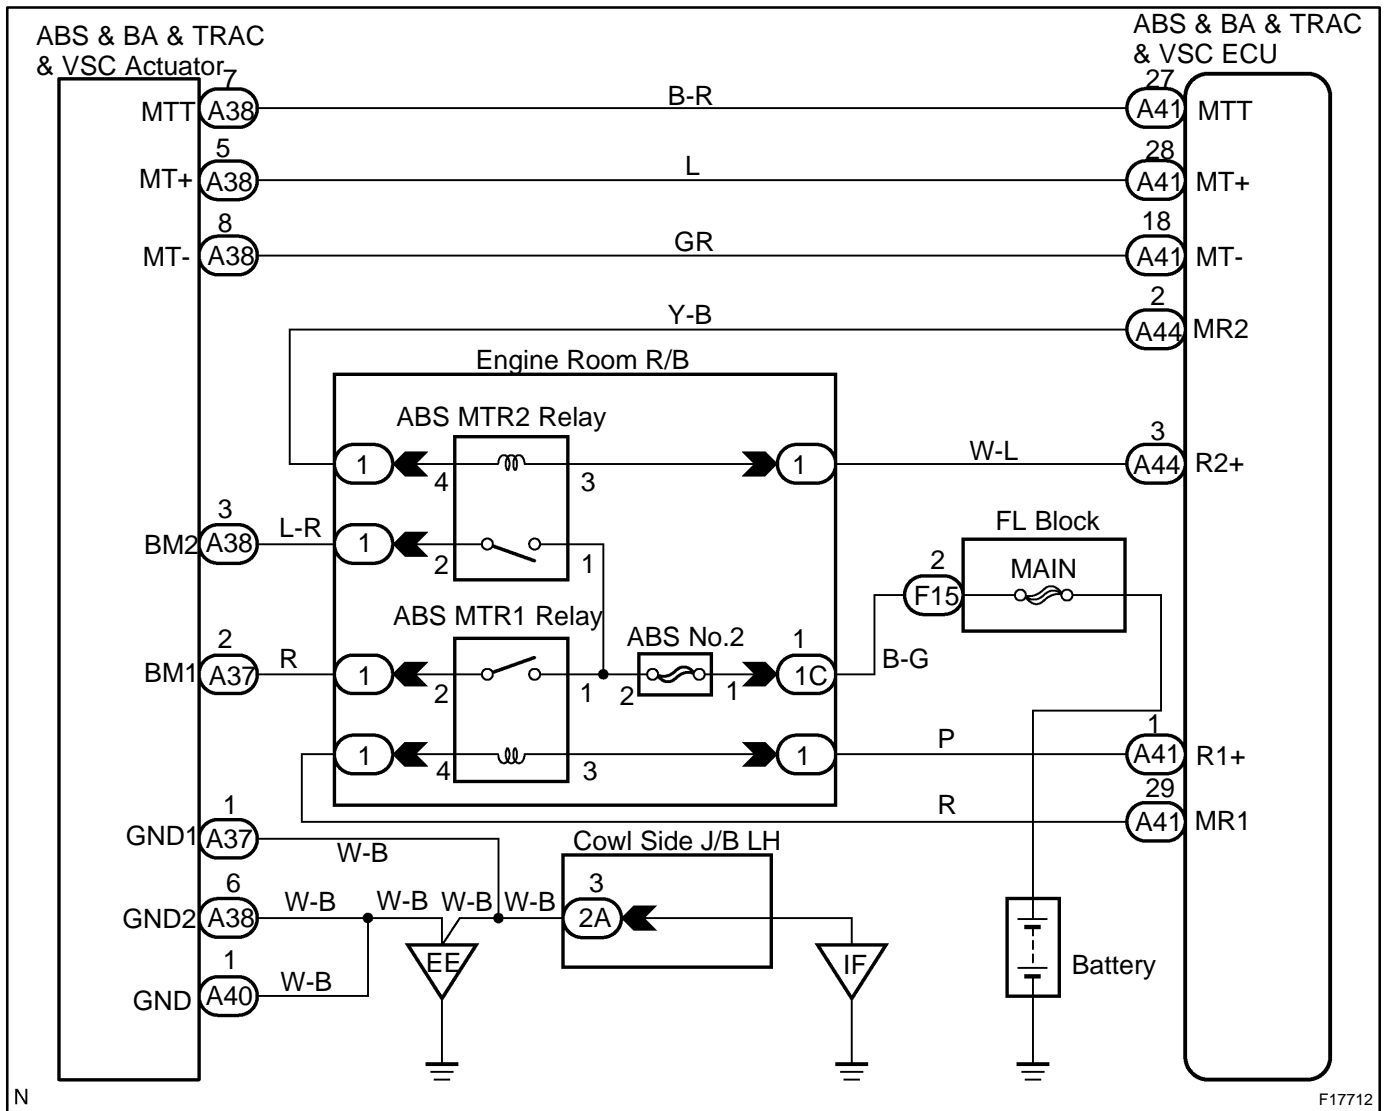 ABS & BA & TRAC
& VSC Actuator
ABS & BA & TRAC
& VSC ECU
7
MTT
A38
B-R
27
A41
MTT
5
MT+
A38
L
28
A41
MT+
8
MT-
A38
GR
18
A41
MT-
Y-B
2
A44
MR2
Engine Room R/B
ABS MTR2 Relay
1
4
3
1
W-L
3
A44
R2+
3
BM2
A38
L-R
1
2
1
FL Block
MAIN
2
F15
ABS MTR1 Relay
2
BM1
A37
R
1
2
1
ABS No.2
2
1
1
1C
B-G
1
4
3
1
P
1
A41
R1+
R
29
A41
MR1
1
GND1
A37
W-B
Cowl Side J/B LH
3
2A
6
GND2
A38
W-B
W-B
W-B
W-B
EE
IF
1
GND
A40
W-B
Battery
N
F17712